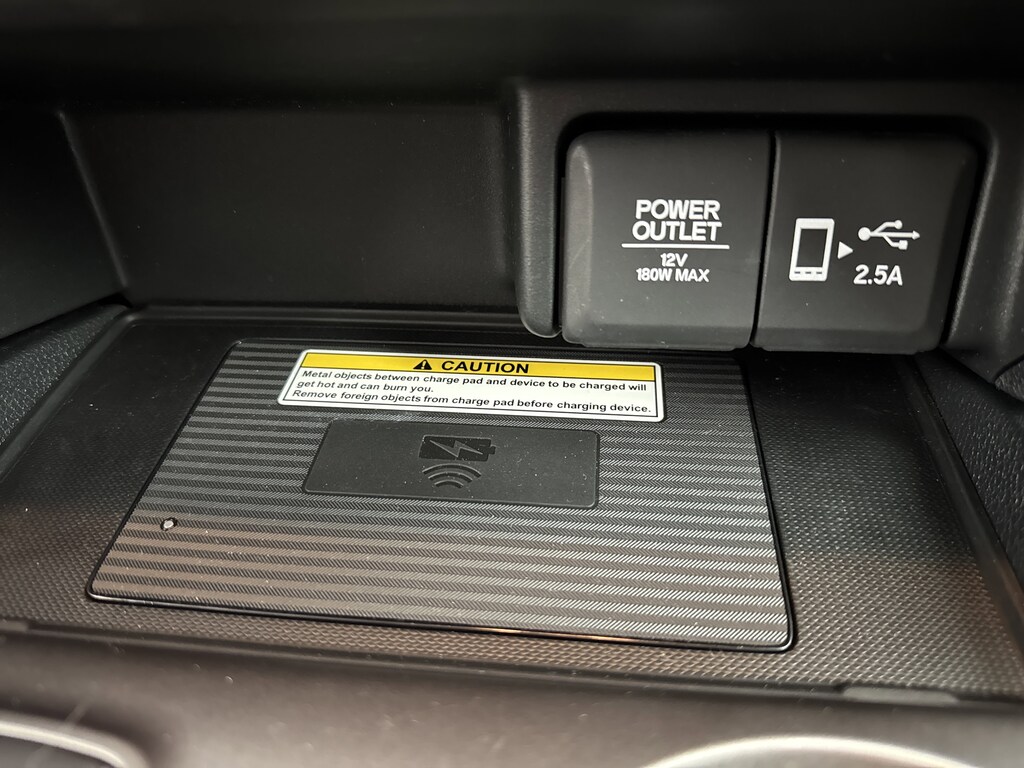 POWER
OUTLET
12V
180W MAX
2.5A
CAUTION
Metal objects between charge pad and device to be charged will
get hot and can burn you.
Remove foreign objects from charge pad before charging device.